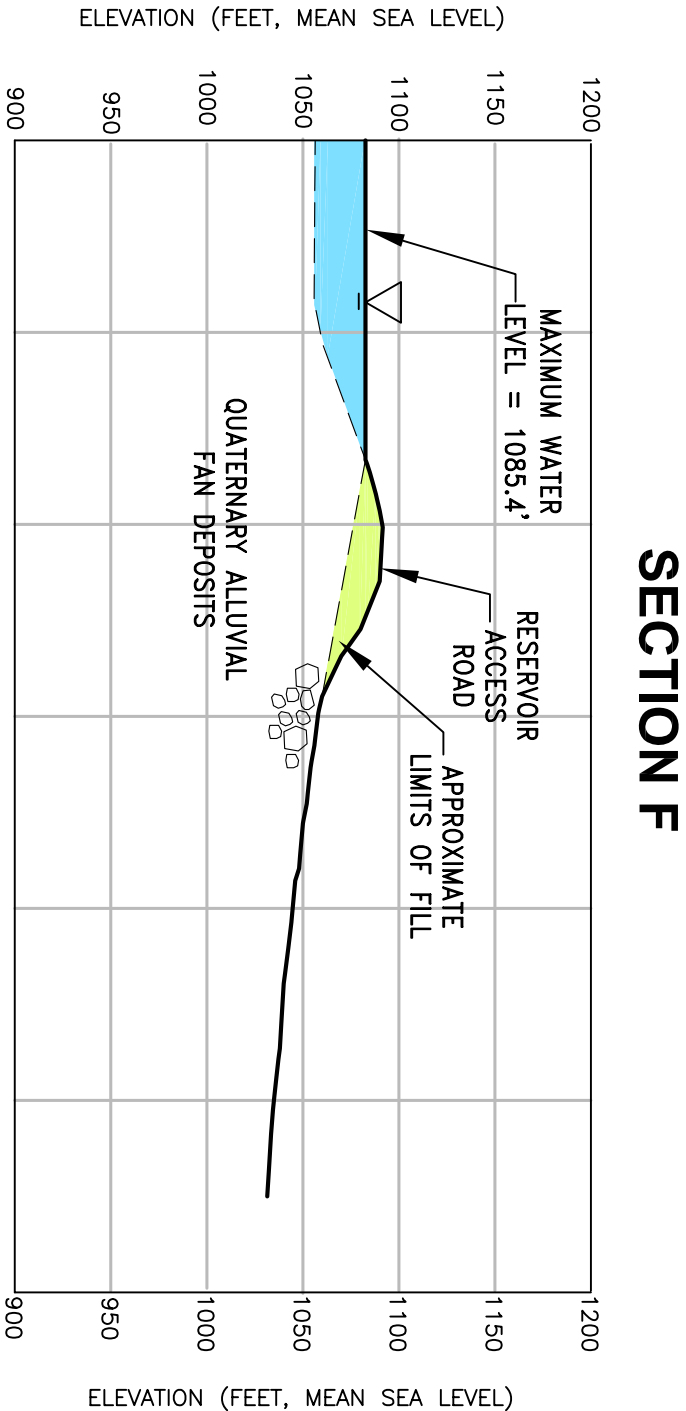 SECTION F
ELEVATION (FEET, MEAN SEA LEVEL)
1200
1150
1100
1050
1000
950
900
MAXIMUM WATER
LEVEL = 1085.4'
RESERVOIR
ACCESS
ROAD
APPROXIMATE
LIMITS OF FILL
QUATERNARY ALLUVIAL
FAN DEPOSITS
1200
1150
1100
1050
1000
950
900
ELEVATION (FEET, MEAN SEA LEVEL)